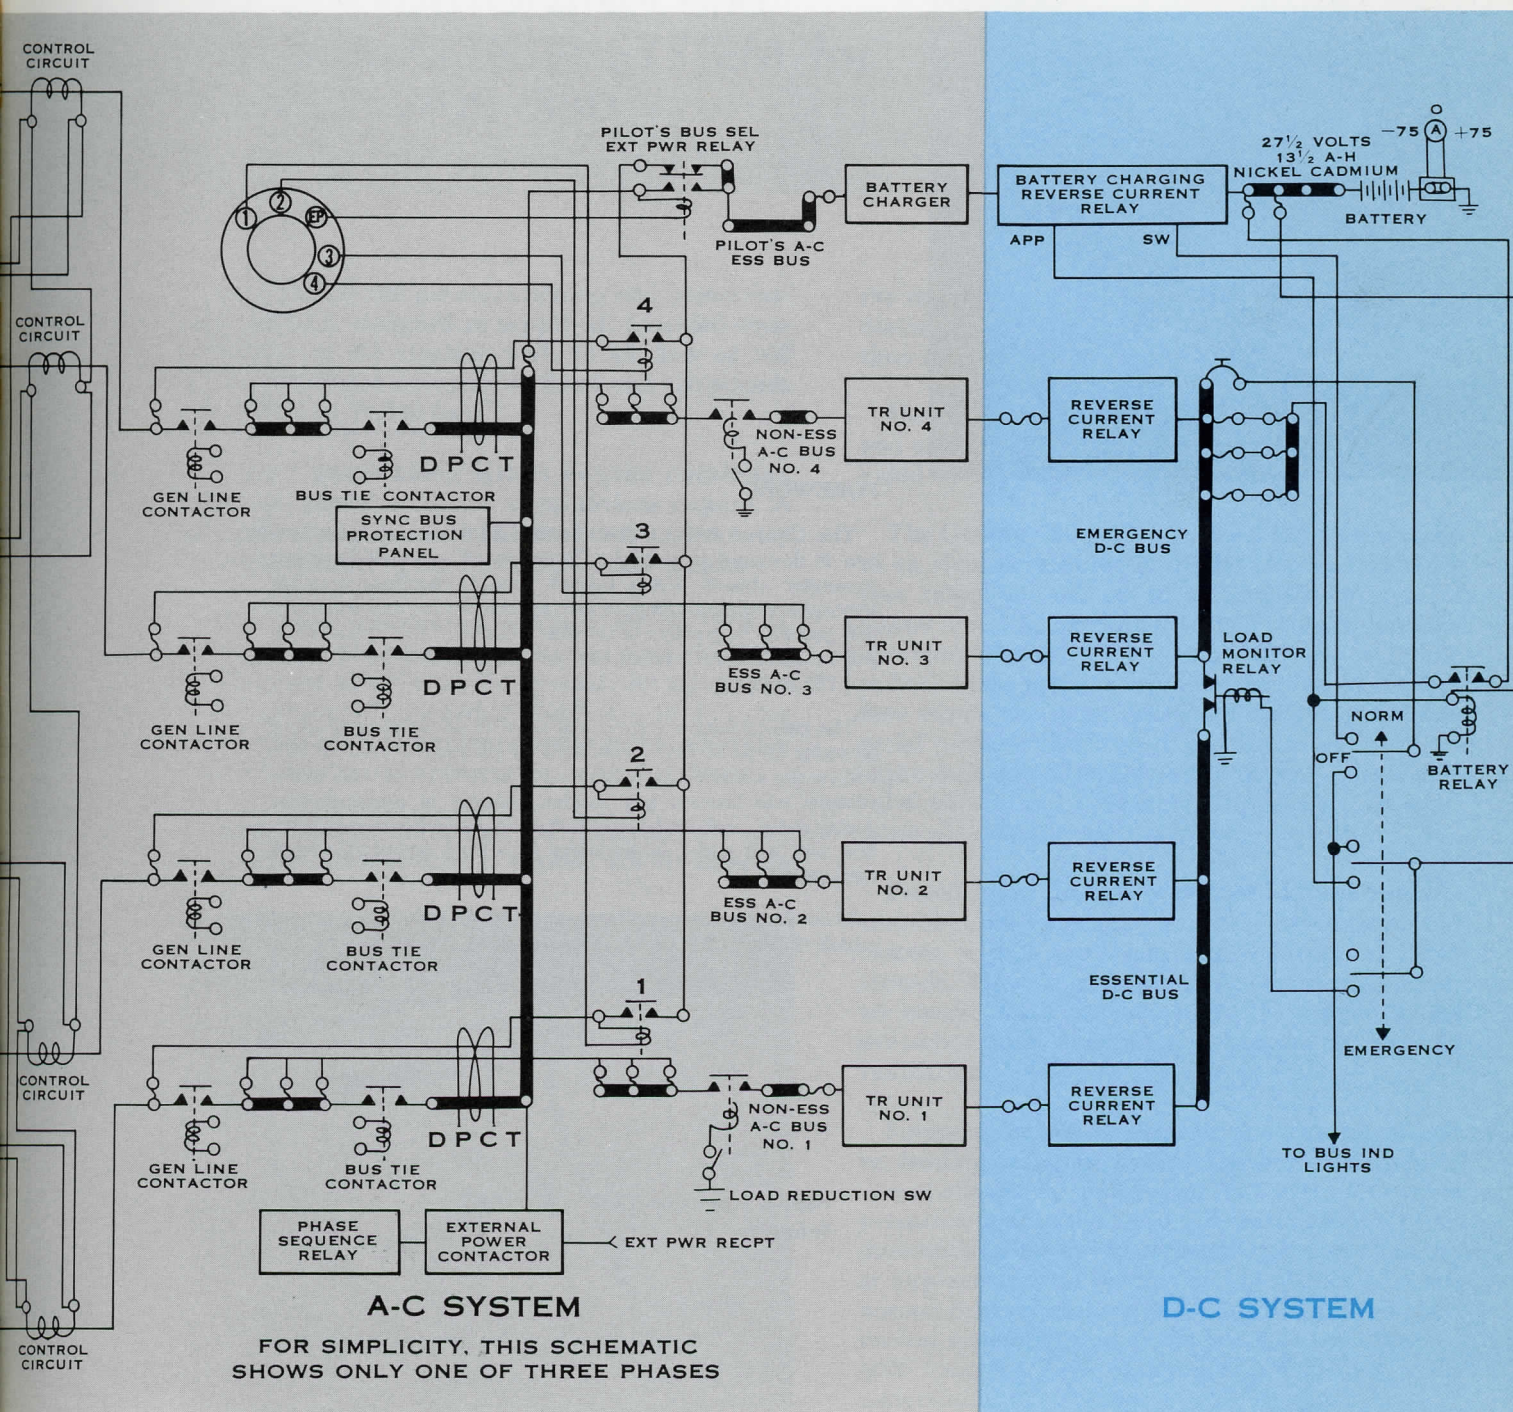 CONTROL
CIRCUIT
PILOT'S BUS SEL
EXT PWR RELAY
BATTERY
CHARGER
BATTERY CHARGING
REVERSE CURRENT
RELAY
27½ VOLTS
13½ A-H
NICKEL CADMIUM
O
-75
A
+75
BATTERY
1
2
EP
3
4
PILOT'S A-C
ESS BUS
APP
SW
CONTROL
CIRCUIT
4
TR UNIT
NO. 4
REVERSE
CURRENT
RELAY
NON-ESS
A-C BUS
NO. 4
DPCT
GEN LINE
CONTACTOR
BUS TIE CONTACTOR
SYNC BUS
PROTECTION
PANEL
3
EMERGENCY
D-C BUS
TR UNIT
NO. 3
REVERSE
CURRENT
RELAY
LOAD
MONITOR
RELAY
ESS A-C
BUS NO. 3
DPCT
GEN LINE
CONTACTOR
BUS TIE
CONTACTOR
NORM
OFF
BATTERY
RELAY
2
TR UNIT
NO. 2
REVERSE
CURRENT
RELAY
ESS A-C
BUS NO. 2
DPCT
GEN LINE
CONTACTOR
BUS TIE
CONTACTOR
1
ESSENTIAL
D-C BUS
EMERGENCY
CONTROL
CIRCUIT
TR UNIT
NO. 1
REVERSE
CURRENT
RELAY
NON-ESS
A-C BUS
NO. 1
DPCT
GEN LINE
CONTACTOR
BUS TIE
CONTACTOR
TO BUS IND
LIGHTS
LOAD REDUCTION SW
PHASE
SEQUENCE
RELAY
EXTERNAL
POWER
CONTACTOR
EXT PWR RECPT
A-C SYSTEM
D-C SYSTEM
CONTROL
CIRCUIT
FOR SIMPLICITY, THIS SCHEMATIC
SHOWS ONLY ONE OF THREE PHASES